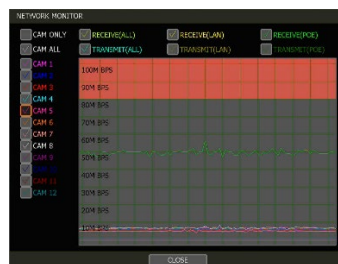 NETWORK MONITOR
CAM ONLY
RECEIVE(ALL)
RECEIVE(LAN)
RECEIVE(POE)
CAM ALL
TRANSMIT(ALL)
TRANSMIT(LAN)
TRANSMIT(POE)
CAM 1
CAM 2
CAM 3
CAM 4
CAM 5
CAM 6
CAM 7
CAM 8
CAM 9
CAM 11
CAM 12
100M BPS
90M BPS
80M BPS
70M BPS
60M BPS
50M BPS
40M BPS
30M BPS
20M BPS
10M BPS
CLOSE